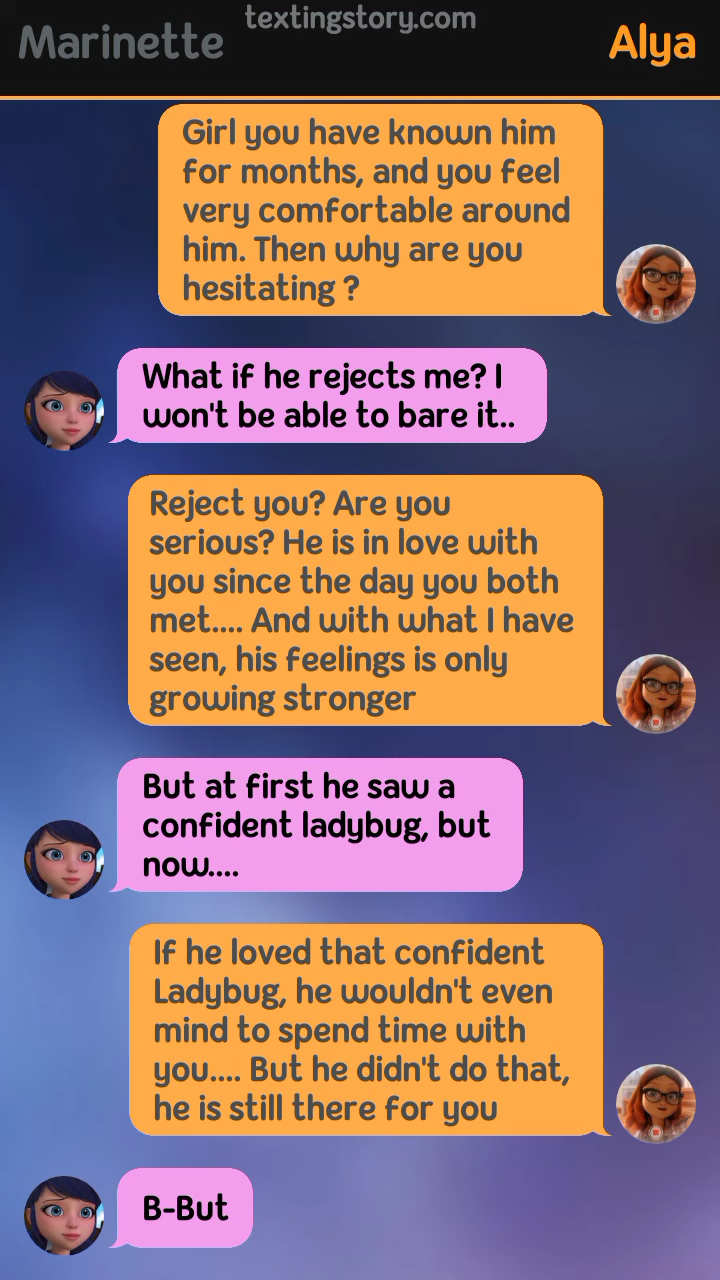 textingstory.com
Marinette
Alya
Girl you have known him
for months, and you feel
very comfortable around
him. Then why are you
hesitating ?
What if he rejects me? I
won't be able to bare it..
Reject you? Are you
serious? He is in love with
you since the day you both
met.... And with what I have
seen, his feelings is only
growing stronger
But at first he saw a
confident ladybug, but
now....
If he loved that confident
Ladybug, he wouldn't even
mind to spend time with
you.... But he didn't do that,
he is still there for you
B-But